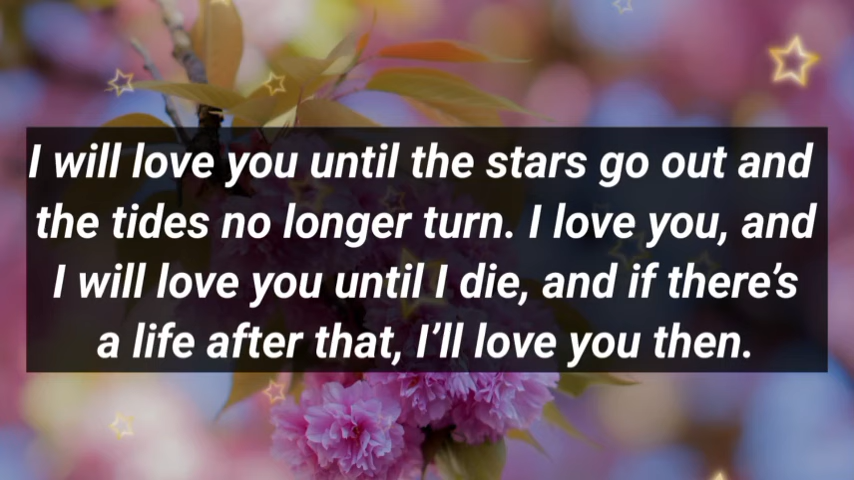 I will love you until the stars go out and
the tides no longer turn. I love you, and
I will love you until I die, and if there’s
a life after that, I’ll love you then.